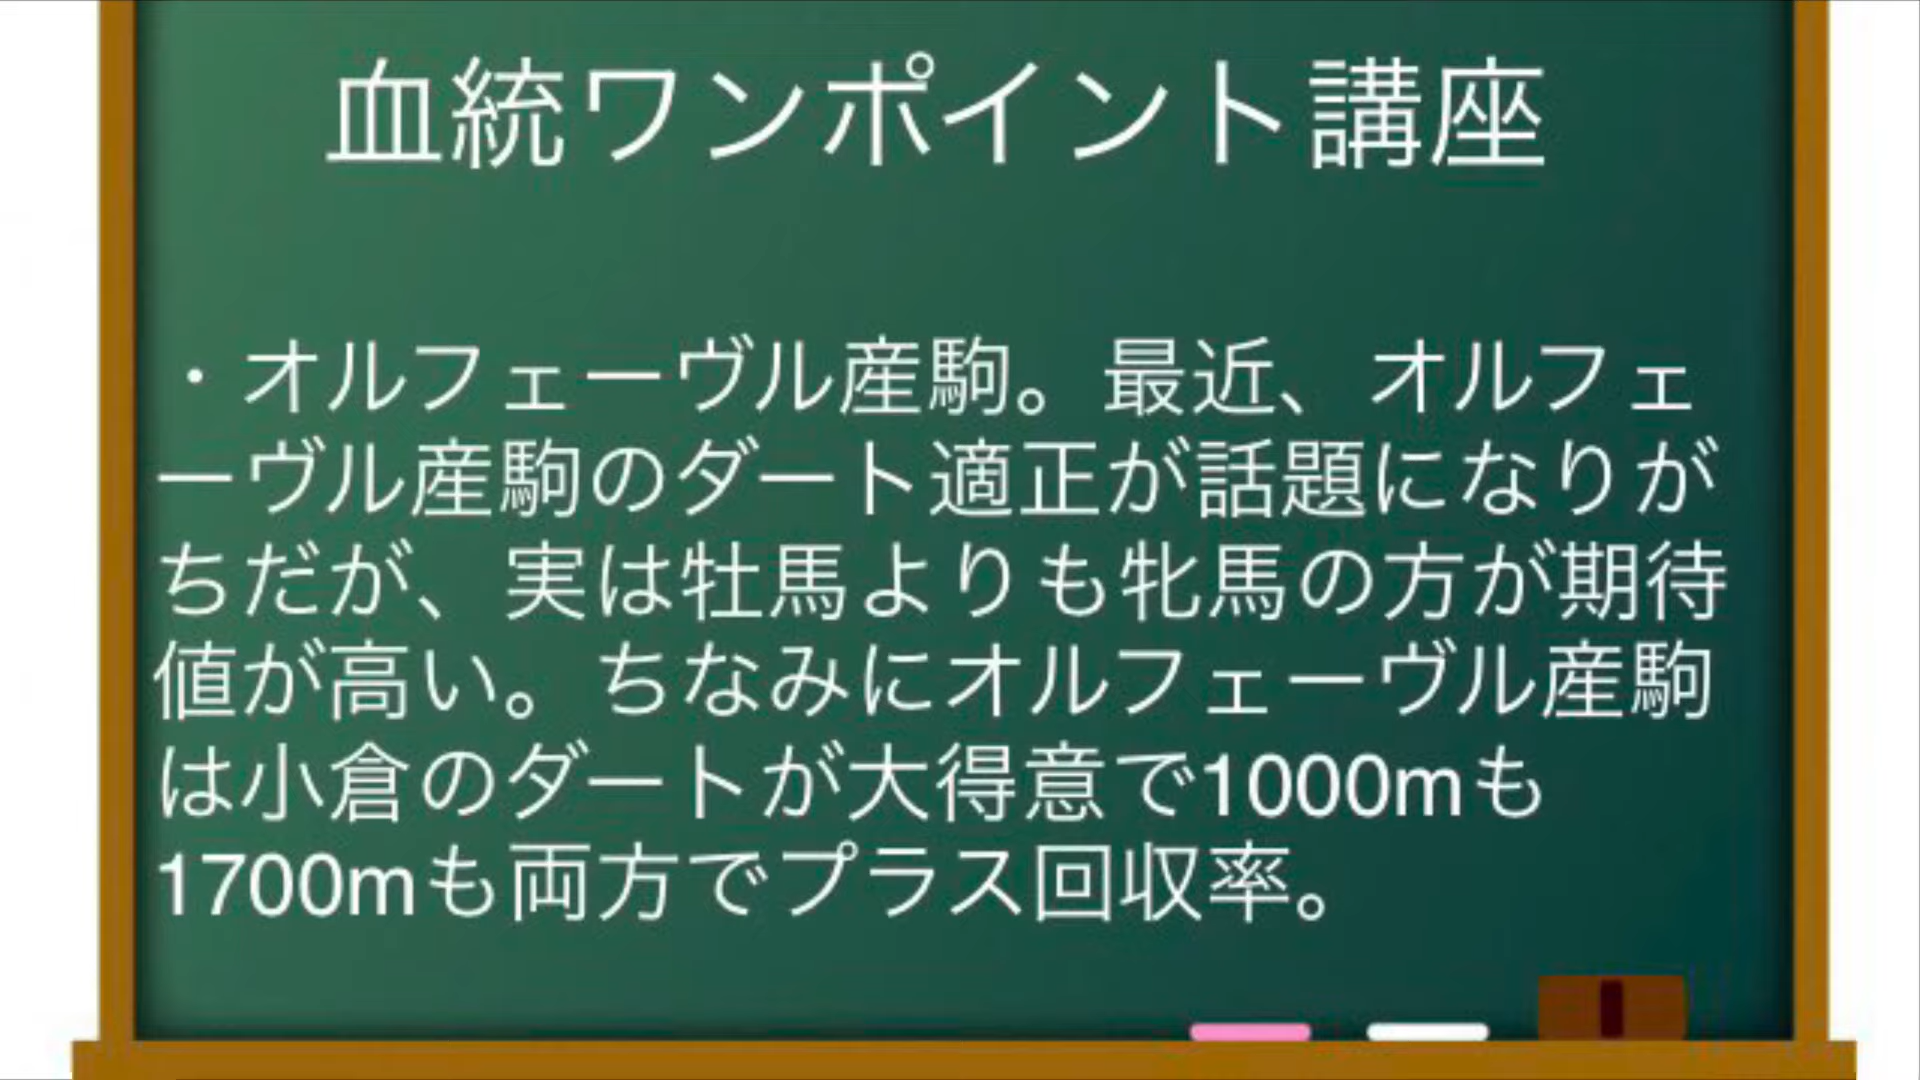 血統ワンポイント講座
・オルフェーヴル産駒。最近、オルフェ
ーヴル産駒のダート適正が話題になりが
ちだが、実は牡馬よりも牝馬の方が期待
値が高い。ちなみにオルフェーヴル産駒
は小倉のダートが大得意で1000mも
1700mも両方でプラス回収率。